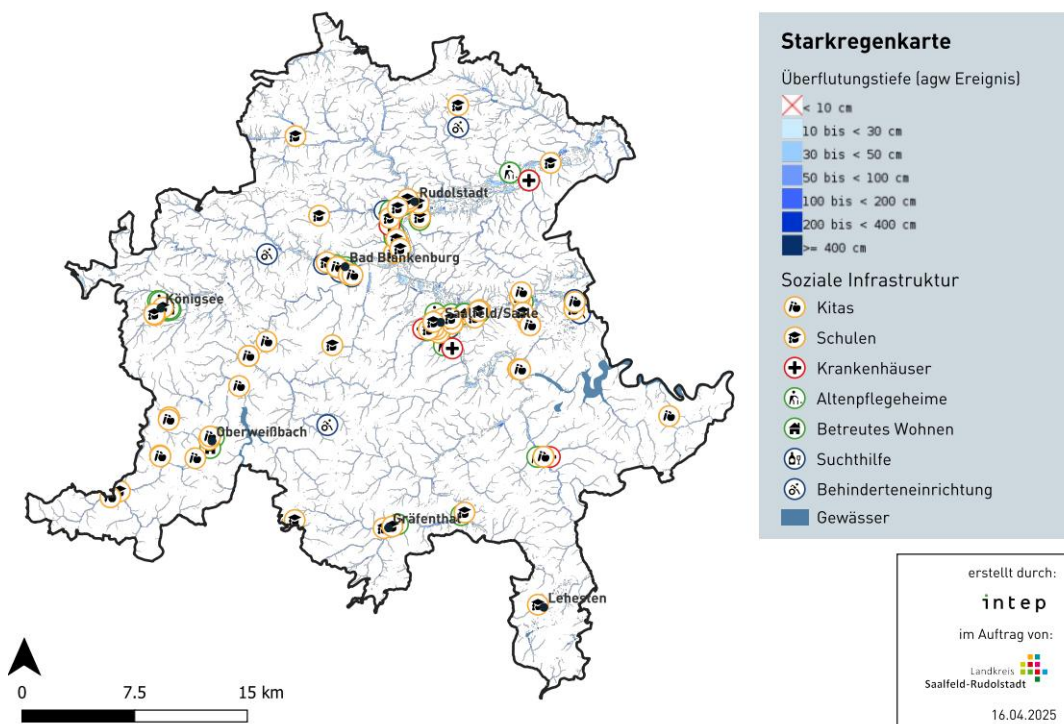 Rudolstadt
Bad Blankenburg
Königsee
Saalfeld/Saale
Oberweißbach
Gräfenthal
Lehesten
0 7.5 15 km
Starkregenkarte
Überflutungstiefe (agw Ereignis)
< 10 cm
10 bis < 30 cm
30 bis < 50 cm
50 bis < 100 cm
100 bis < 200 cm
200 bis < 400 cm
>= 400 cm
Soziale Infrastruktur
Kitas
Schulen
Krankenhäuser
Altenpflegeheime
Betreutes Wohnen
Suchthilfe
Behinderteneinrichtung
Gewässer
erstellt durch:
intep
im Auftrag von:
Landkreis
Saalfeld-Rudolstadt
16.04.2025